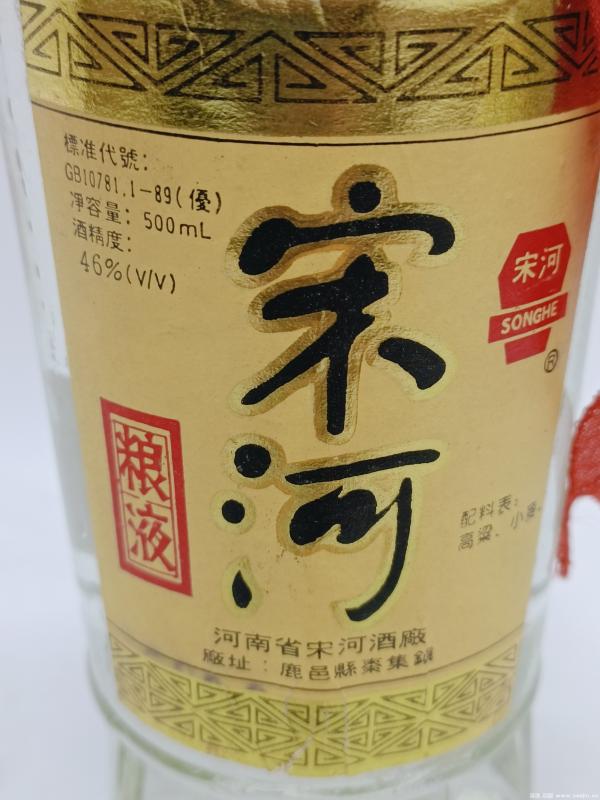 標准代號:
GB10781.1-89(優)
凈容量: 500mL
酒精度:
46%(V/V)
宋河
SONGHE
®
宋河
粮液
配料表:
高粱、小麥、
河南省宋河酒廠
廠址:鹿邑縣棗集鎮